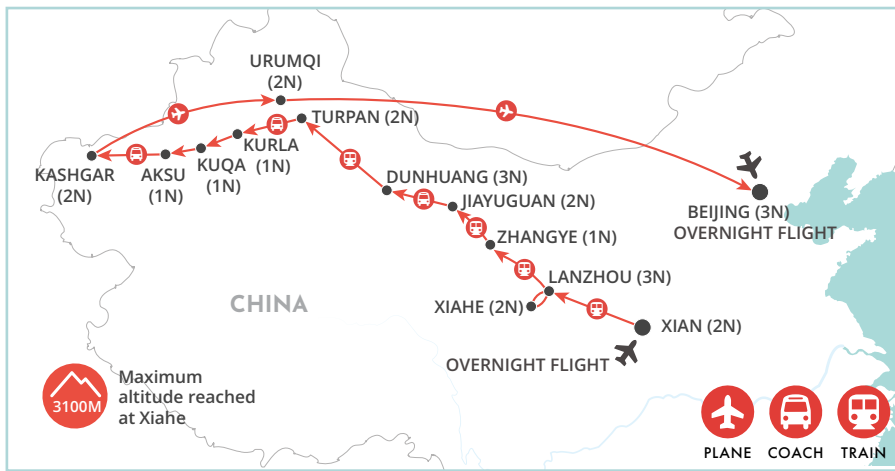 URUMQI
(2N)
TURPAN (2N)
KURLA
(1N)
KUQA
(1N)
AKSU
(1N)
KASHGAR
(2N)
DUNHUANG (3N)
JIAYUGUAN (2N)
ZHANGYE (1N)
LANZHOU (3N)
XIAHE (2N)
XIAN (2N)
OVERNIGHT FLIGHT
BEIJING (3N)
OVERNIGHT FLIGHT
CHINA
3100M
Maximum
altitude reached
at Xiahe
PLANE COACH TRAIN